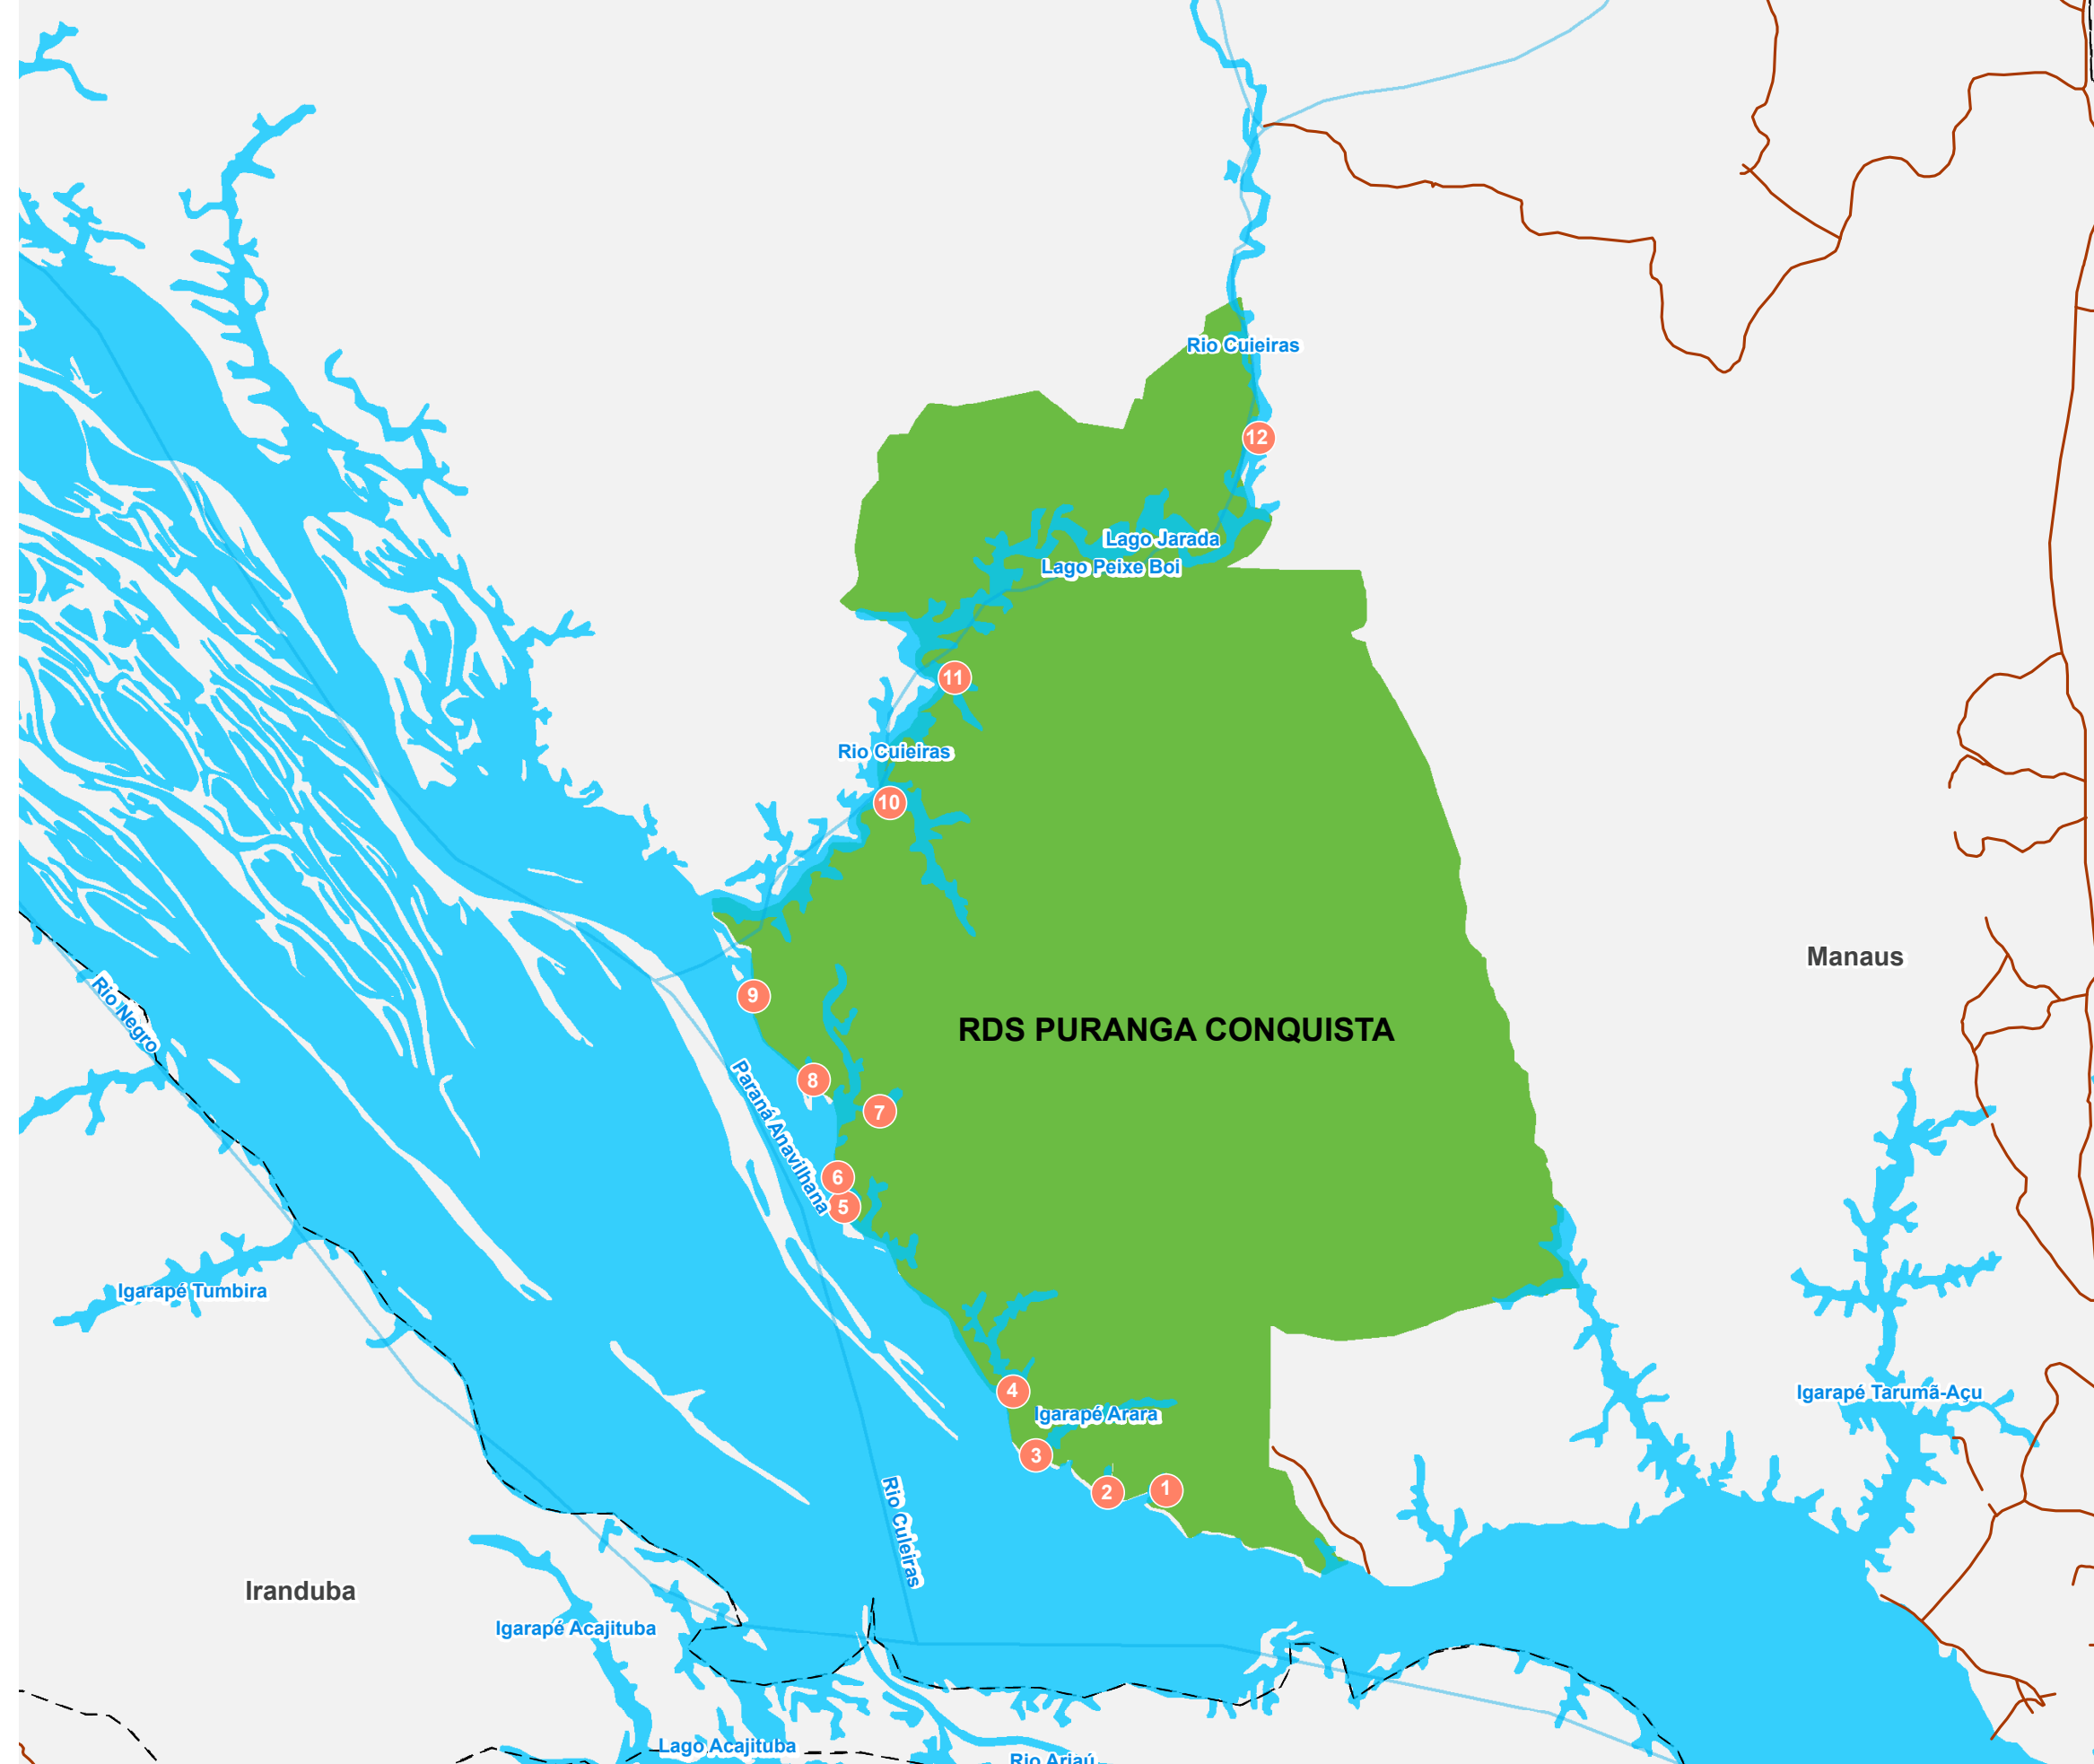 Rio Cuieiras
12
Lago Jarada
Lago Peixe Boi
11
Rio Cuieiras
10
Manaus
9
Rio Negro
RDS PURANGA CONQUISTA
8
7
Paraná Anavilhana
6
5
Igarapé Tumbira
4
Igarapé Tarumã-Açu
Igarapé Arara
3
2
1
Rio Cuieiras
Iranduba
Igarapé Acajituba
Lago Acajituba
Rio Ariaú